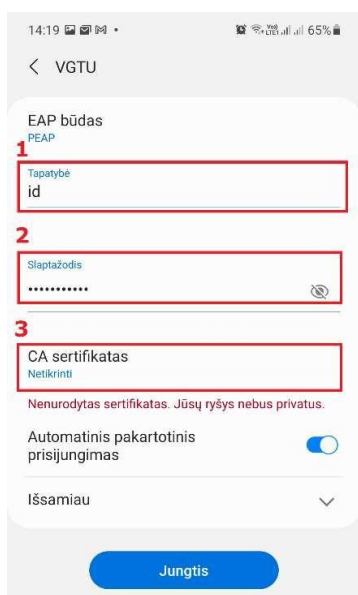 14:19 65%
VGTU
EAP būdas
PEAP
1
Tapatybė
id
2
Slaptažodis
•••••••••••
3
CA sertifikatas
Netikrinti
Nenurodytas sertifikatas. Jūsų ryšys nebus privatus.
Automatinis pakartotinis
prisijungimas
Išsamiau
Jungtis